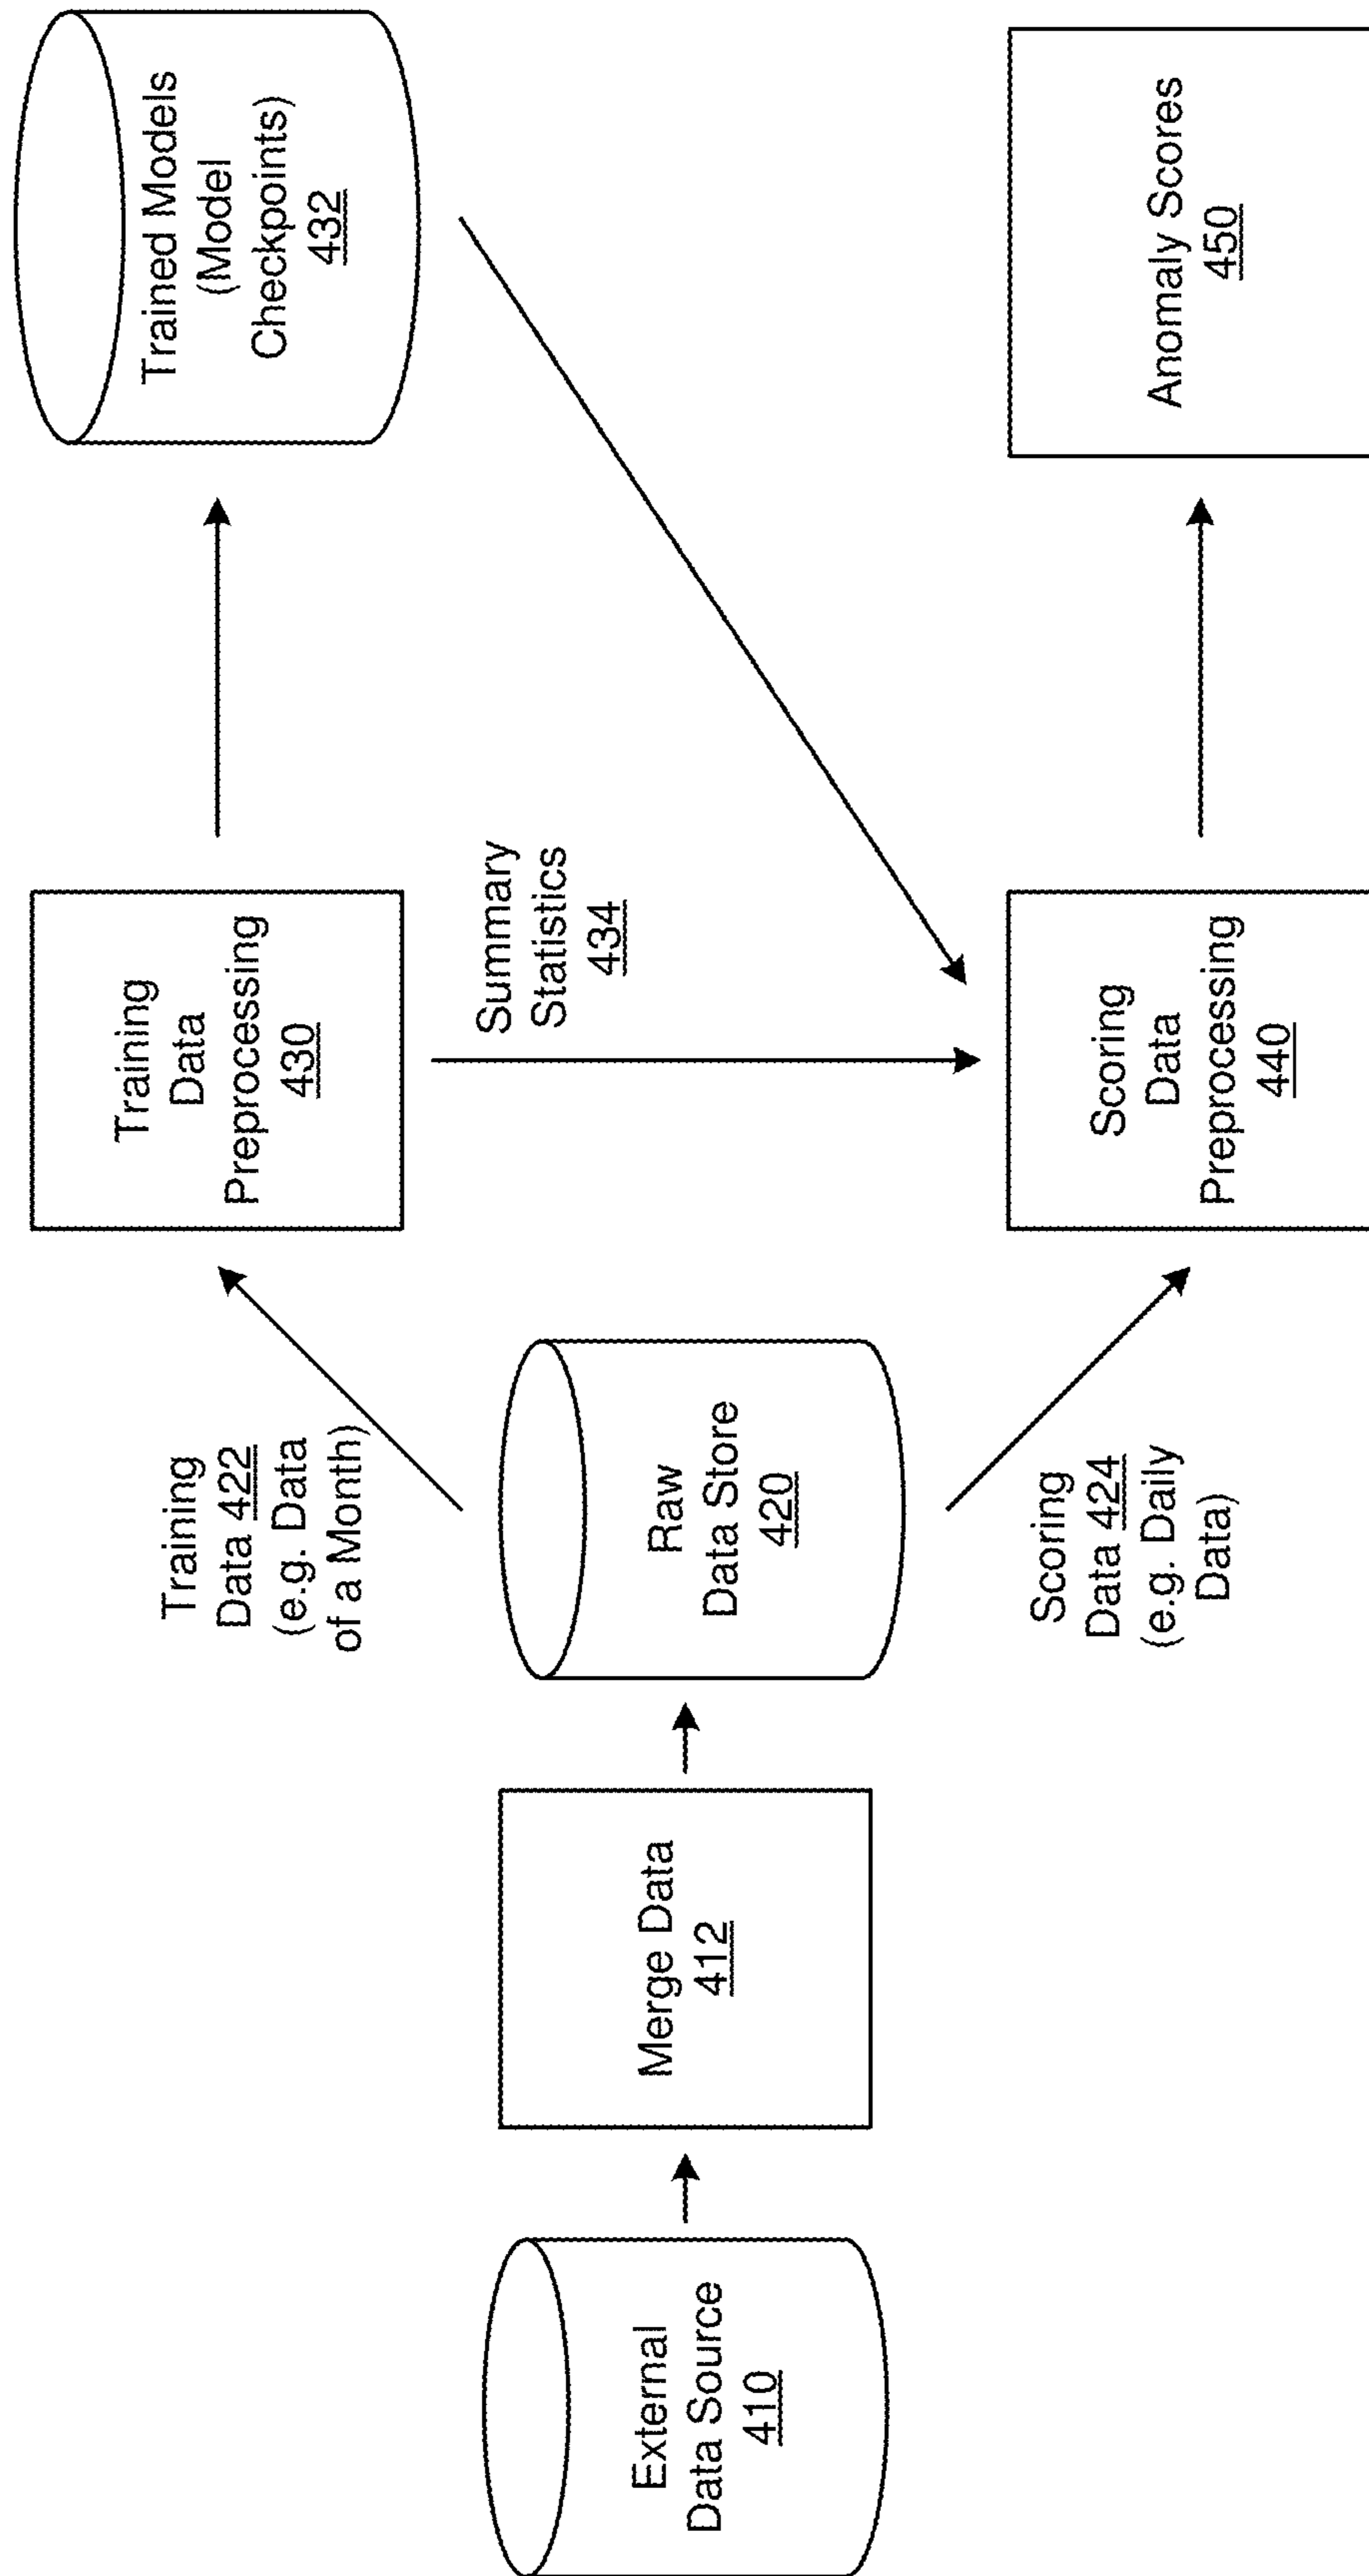 External
Data Source
410
Merge Data
412
Raw
Data Store
420
Training
Data 422
(e.g. Data
of a Month)
Scoring
Data 424
(e.g. Daily
Data)
Training
Data
Preprocessing
430
Summary
Statistics
434
Scoring
Data
Preprocessing
440
Trained Models
(Model
Checkpoints)
432
Anomaly Scores
450